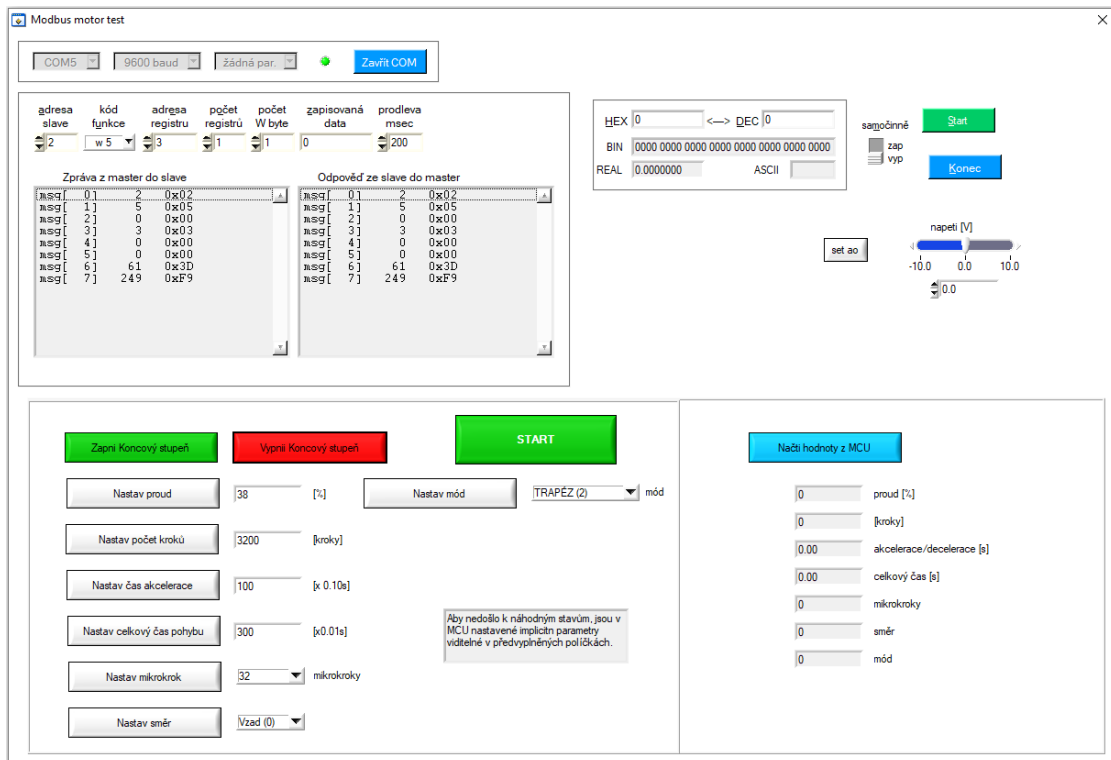 Modbus motor test
COM5 9600 baud žádná par. Zavřít COM
adresa slave kód funkce adresa registru počet registrů počet W byte zapisovaná data prodleva msec
2 w 5 3 1 1 0 200
HEX 0 <—> DEC 0
BIN 0000 0000 0000 0000 0000 0000 0000 0000
REAL 0.0000000 ASCII
samočinně
zap
vyp
Start
Konec
Zpráva z master do slave
msg[ 0] 2 0x02
msg[ 1] 5 0x05
msg[ 2] 0 0x00
msg[ 3] 3 0x03
msg[ 4] 0 0x00
msg[ 5] 0 0x00
msg[ 6] 61 0x3D
msg[ 7] 249 0xF9
Odpověď ze slave do master
msg[ 0] 2 0x02
msg[ 1] 5 0x05
msg[ 2] 0 0x00
msg[ 3] 3 0x03
msg[ 4] 0 0x00
msg[ 5] 0 0x00
msg[ 6] 61 0x3D
msg[ 7] 249 0xF9
set ao
napeti [V]
-10.0 0.0 10.0
0.0
Zapni Koncový stupeň Vypnii Koncový stupeň START
Nastav proud 38 [%] Nastav mód TRAPÉZ (2) mód
Nastav počet kroků 3200 [kroky]
Nastav čas akcelerace 100 [x 0.10s]
Nastav celkový čas pohybu 300 [x0.01s]
Nastav mikrokrok 32 mikrokroky
Nastav směr Vzad (0)
Aby nedošlo k náhodným stavům, jsou v
MCU nastavené implicitn parametry
viditelné v předvyplněných políčkách.
Načti hodnoty z MCU
0 proud [%]
0 [kroky]
0.00 akcelerace/decelerace [s]
0.00 celkový čas [s]
0 mikrokroky
0 směr
0 mód